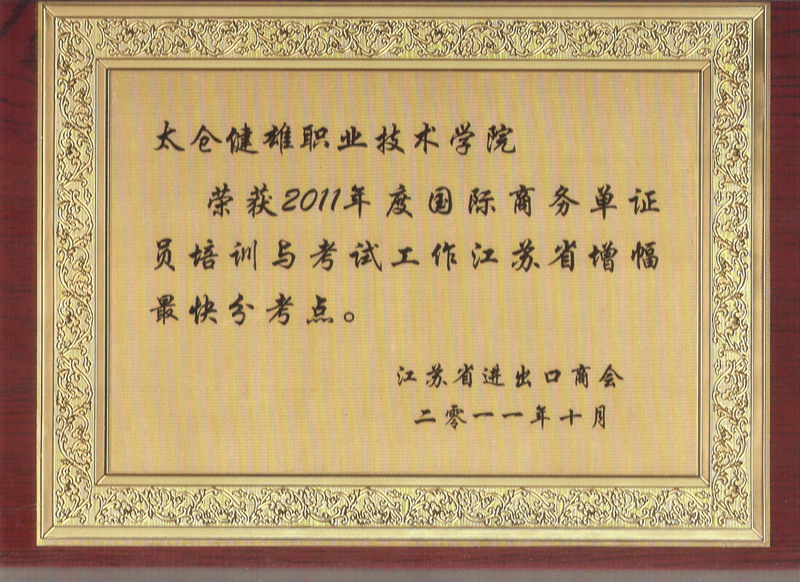 太仓健雄职业技术学院
荣获2011年度国际商务单证
员培训与考试工作江苏省增幅
最快分考点。
江苏省进出口商会
二零一一年十月